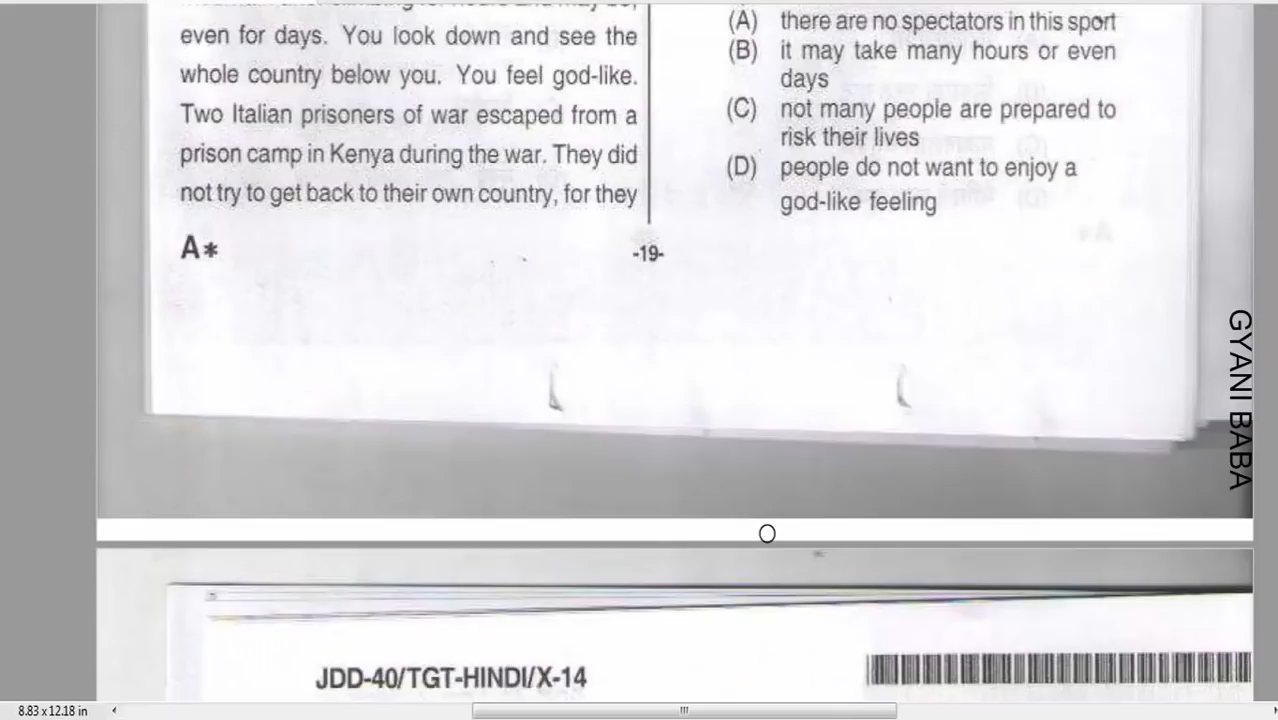 even for days. You look down and see the
whole country below you. You feel god-like.
Two Italian prisoners of war escaped from a
prison camp in Kenya during the war. They did
not try to get back to their own country, for they
(A) there are no spectators in this sport
(B) it may take many hours or even
days
(C) not many people are prepared to
risk their lives
(D) people do not want to enjoy a
god-like feeling
A*
-19-
GYANI BABA
JDD-40/TGT-HINDI/X-14
8.83 x 12.18 in